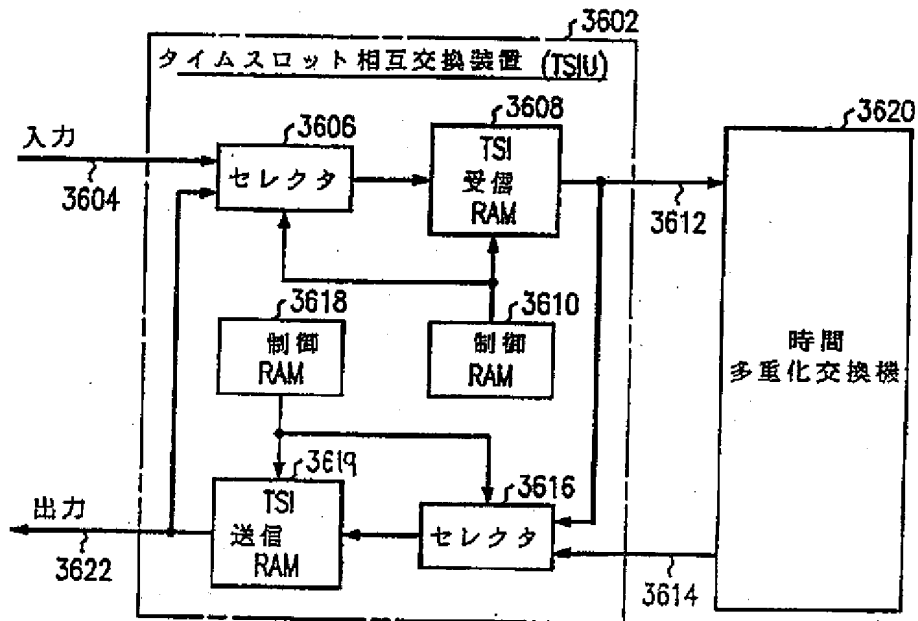 3602
タイムスロット相互交換装置 (TSIU)
3606
3608
3620
入力
3604
セレクタ
TSI
受信
RAM
3612
3618
3610
制御
RAM
制御
RAM
時間
多重化交換機
3619
3616
出力
3622
TSI
送信
RAM
セレクタ
3614